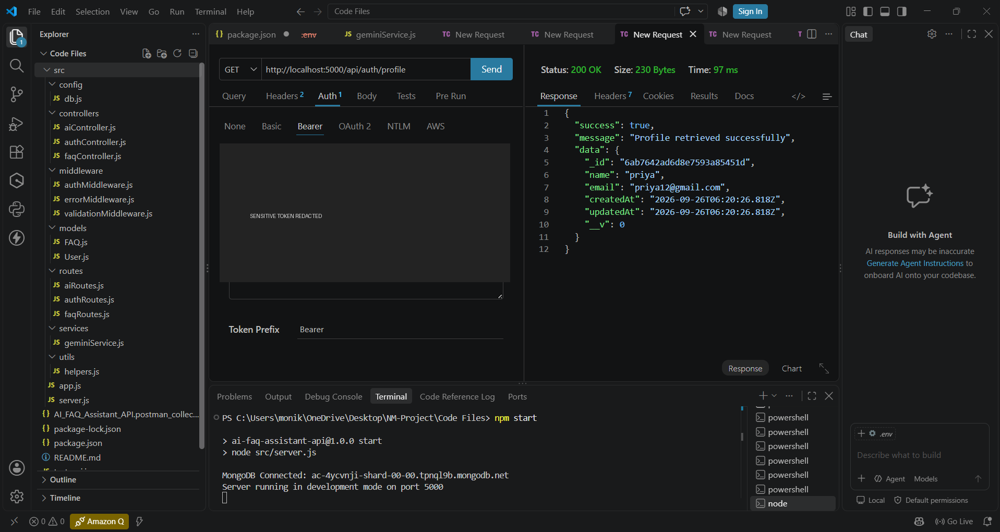 File Edit Selection View Go Run Terminal Help
Code Files
Sign In
Explorer
1
Code Files
src
config
JS db.js
controllers
JS aiController.js
JS authController.js
JS faqController.js
middleware
JS authMiddleware.js
JS errorMiddleware.js
JS validationMiddleware.js
models
JS FAQ.js
JS User.js
routes
JS aiRoutes.js
JS authRoutes.js
JS faqRoutes.js
services
JS geminiService.js
utils
JS helpers.js
JS app.js
JS server.js
{} AI_FAQ_Assistant_API.postman_collec...
{} package-lock.json
{} package.json
README.md
Outline
Timeline
{} package.json
.env
JS geminiService.js
TC New Request
TC New Request
TC New Request
TC New Request
T
GET http://localhost:5000/api/auth/profile Send
Query Headers 2 Auth 1 Body Tests Pre Run
None Basic Bearer OAuth 2 NTLM AWS
SENSITIVE TOKEN REDACTED
Token Prefix Bearer
Status: 200 OK Size: 230 Bytes Time: 97 ms
Response Headers 7 Cookies Results Docs </>
1 {
2 "success": true,
3 "message": "Profile retrieved successfully",
4 "data": {
5 "_id": "6ab7642ad6d8e7593a85451d",
6 "name": "priya",
7 "email": "priya12@gmail.com",
8 "createdAt": "2026-09-26T06:20:26.818Z",
9 "updatedAt": "2026-09-26T06:20:26.818Z",
10 "__v": 0
11 }
12 }
Response Chart
Problems Output Debug Console Terminal Code Reference Log Ports
PS C:\Users\monik\OneDrive\Desktop\NM-Project\Code Files> npm start
> ai-faq-assistant-api@1.0.0 start
> node src/server.js
MongoDB Connected: ac-4ycvnji-shard-00-00.tpnql9b.mongodb.net
Server running in development mode on port 5000
powershell
powershell
powershell
powershell
powershell
powershell
node
Chat
Build with Agent
AI responses may be inaccurate
Generate Agent Instructions to
onboard AI onto your codebase.
.env
Describe what to build
Agent Models
Local Default permissions
0 0 Amazon Q
Go Live